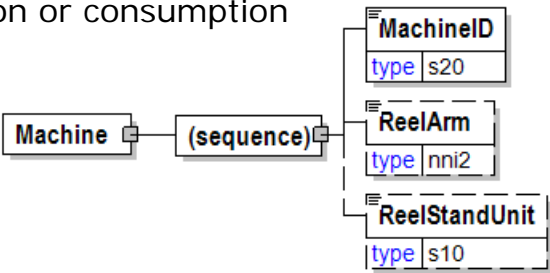 on or consumption
MachineID
type s20
Machine
(sequence)
ReelArm
type nni2
ReelStandUnit
type s10